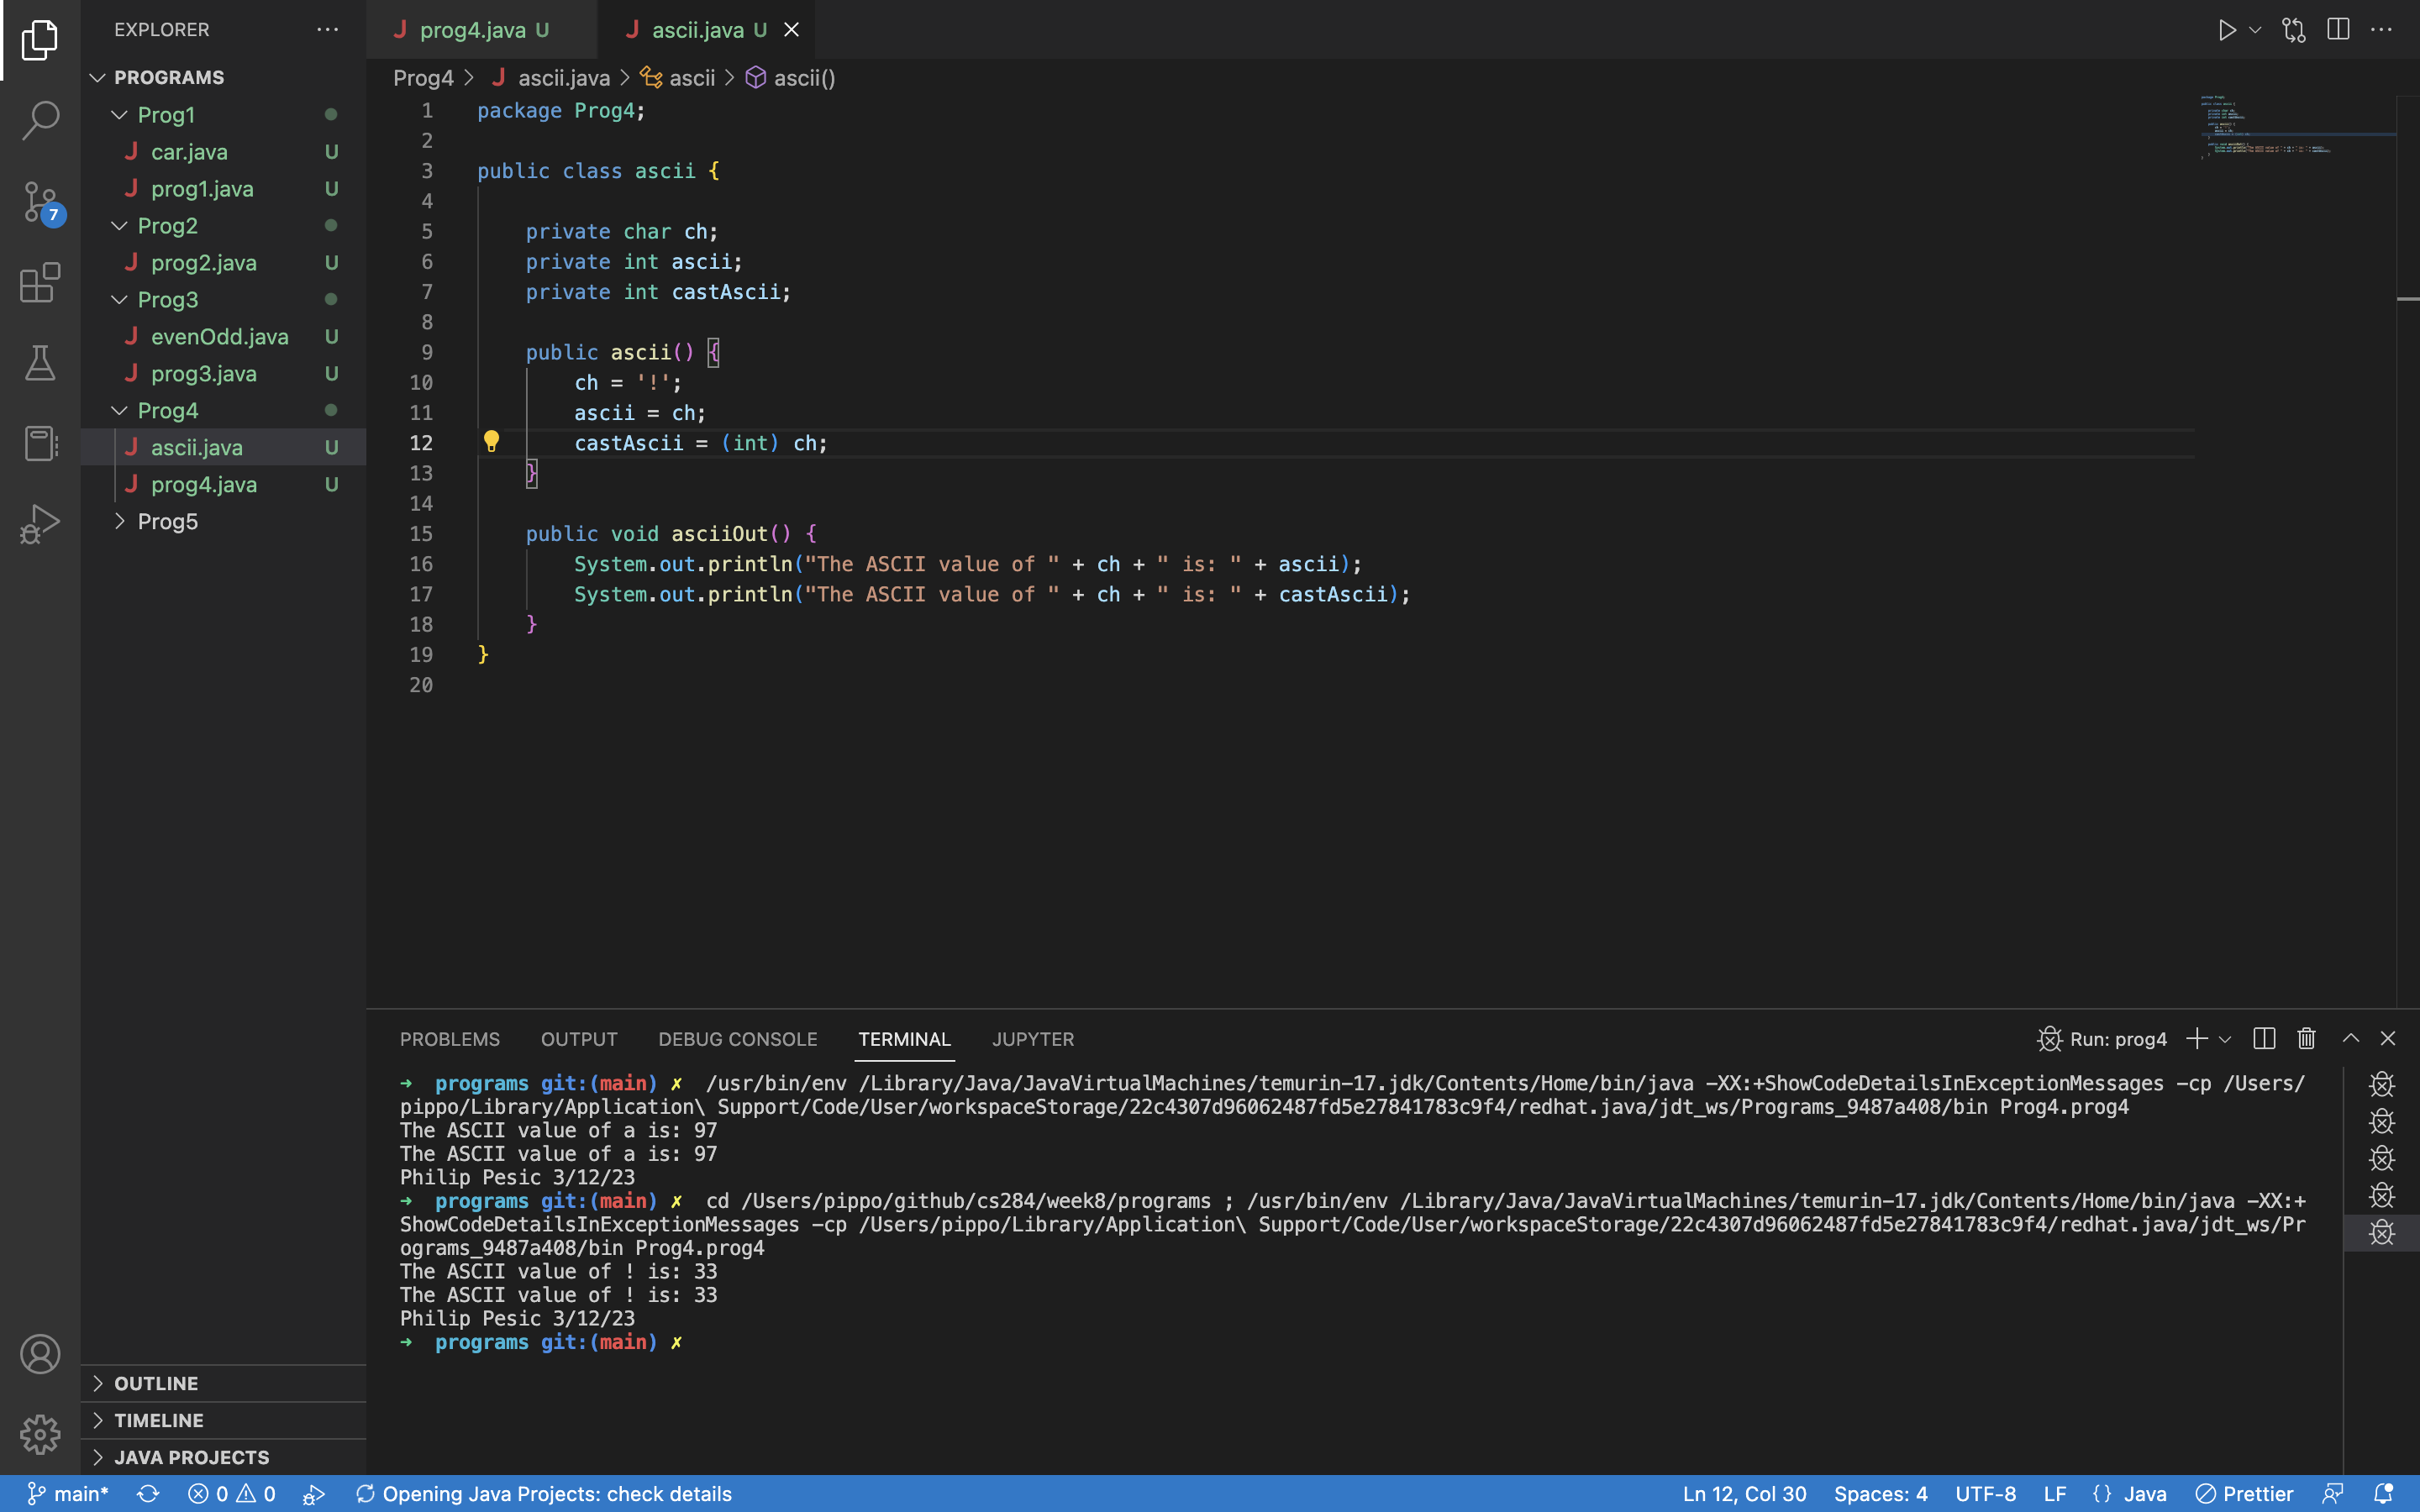 EXPLORER
PROGRAMS
Prog1
J car.java U
J prog1.java U
Prog2
J prog2.java U
Prog3
J evenOdd.java U
J prog3.java U
Prog4
J ascii.java U
J prog4.java U
Prog5
7
OUTLINE
TIMELINE
JAVA PROJECTS
J prog4.java U J ascii.java U
Prog4 > J ascii.java > ascii > ascii()
1 package Prog4;
2
3 public class ascii {
4
5 private char ch;
6 private int ascii;
7 private int castAscii;
8
9 public ascii() {
10 ch = '!';
11 ascii = ch;
12 castAscii = (int) ch;
13 }
14
15 public void asciiOut() {
16 System.out.println("The ASCII value of " + ch + " is: " + ascii);
17 System.out.println("The ASCII value of " + ch + " is: " + castAscii);
18 }
19 }
20
PROBLEMS OUTPUT DEBUG CONSOLE TERMINAL JUPYTER Run: prog4
➜ programs git:(main) ✗ /usr/bin/env /Library/Java/JavaVirtualMachines/temurin-17.jdk/Contents/Home/bin/java -XX:+ShowCodeDetailsInExceptionMessages -cp /Users/
pippo/Library/Application\ Support/Code/User/workspaceStorage/22c4307d96062487fd5e27841783c9f4/redhat.java/jdt_ws/Programs_9487a408/bin Prog4.prog4
The ASCII value of a is: 97
The ASCII value of a is: 97
Philip Pesic 3/12/23
➜ programs git:(main) ✗ cd /Users/pippo/github/cs284/week8/programs ; /usr/bin/env /Library/Java/JavaVirtualMachines/temurin-17.jdk/Contents/Home/bin/java -XX:+
ShowCodeDetailsInExceptionMessages -cp /Users/pippo/Library/Application\ Support/Code/User/workspaceStorage/22c4307d96062487fd5e27841783c9f4/redhat.java/jdt_ws/Pr
ograms_9487a408/bin Prog4.prog4
The ASCII value of ! is: 33
The ASCII value of ! is: 33
Philip Pesic 3/12/23
➜ programs git:(main) ✗
main* 0 0 Opening Java Projects: check details Ln 12, Col 30 Spaces: 4 UTF-8 LF {} Java Prettier